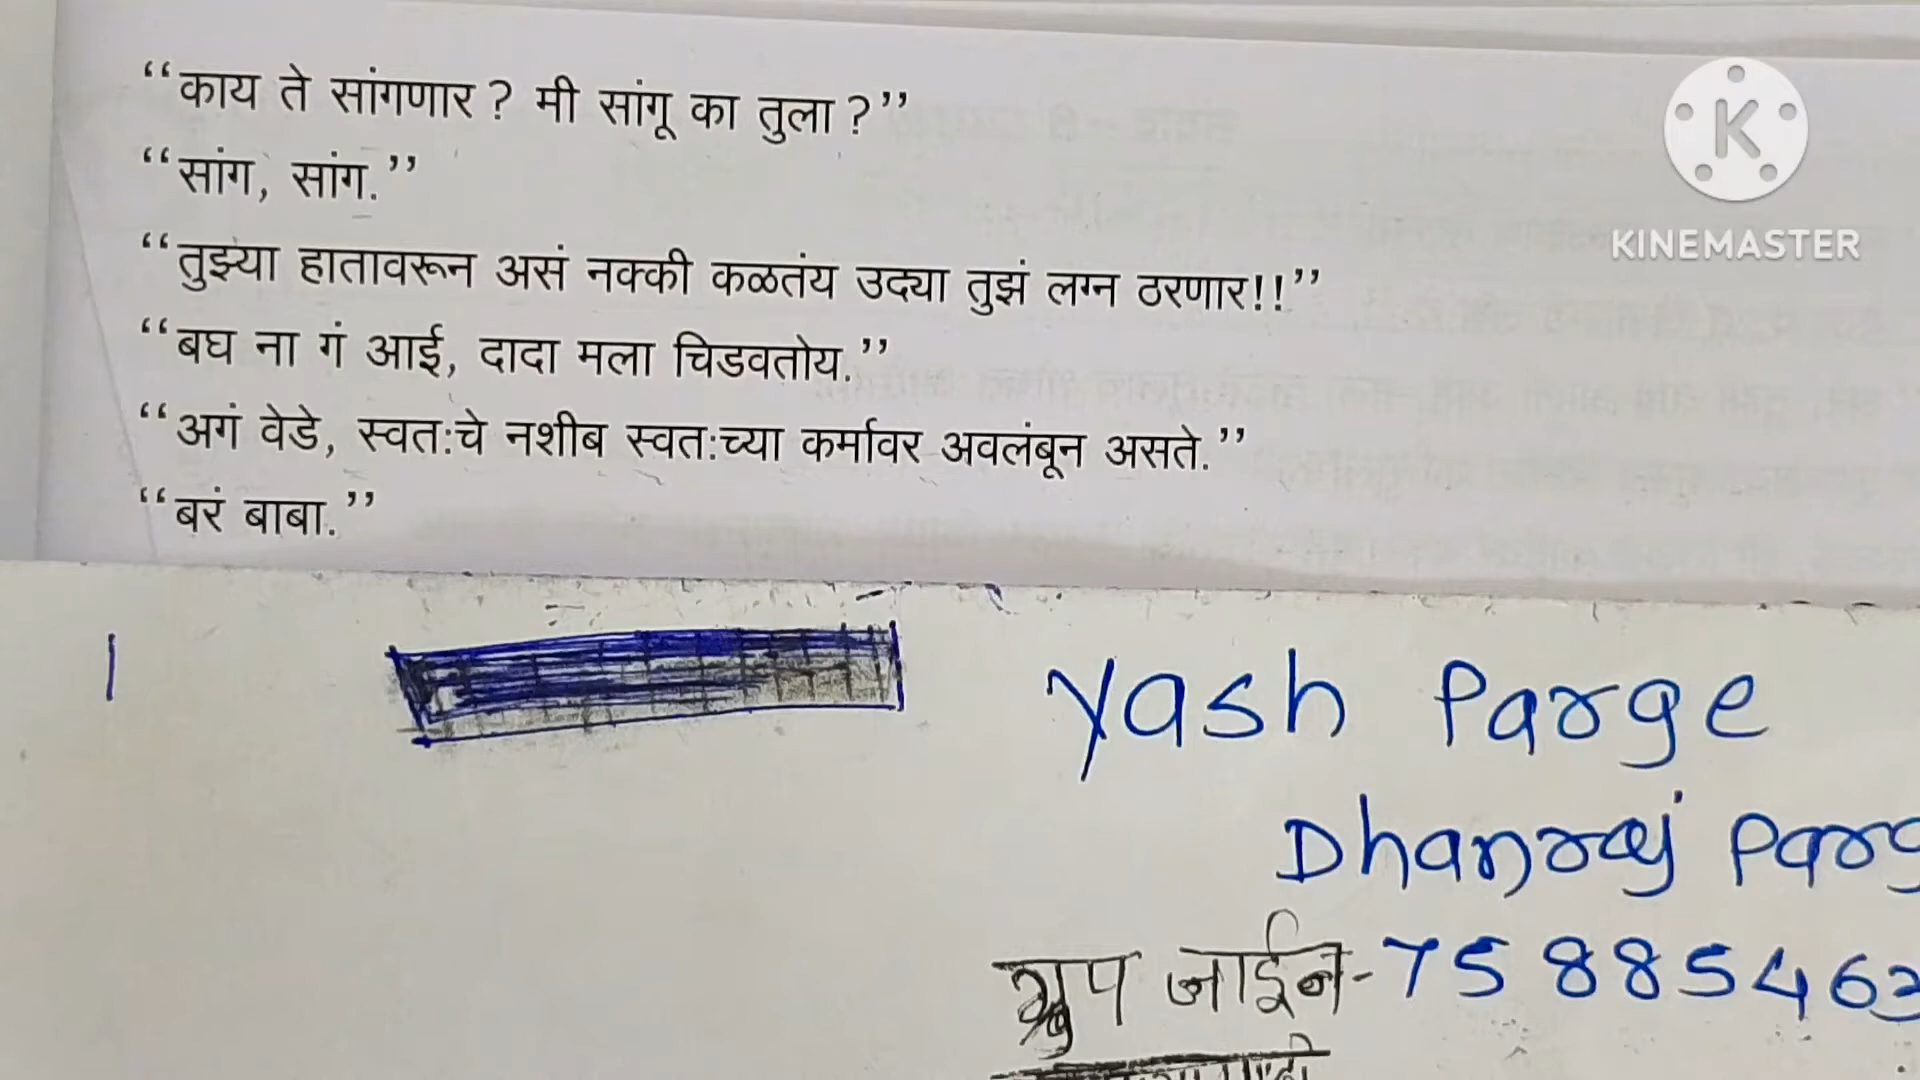 “काय ते सांगणार ? मी सांगू का तुला ?”
“सांग, सांग.”
“तुझ्या हातावरून असं नक्की कळतंय उद्या तुझं लग्न ठरणार!!”
“बघ ना गं आई, दादा मला चिडवतोय.”
“अगं वेडे, स्वत:चे नशीब स्वत:च्या कर्मावर अवलंबून असते.”
“बरं बाबा.”
K
KINEMASTER
Yash Parge
Dhanraj
ग्रुप जाईन-